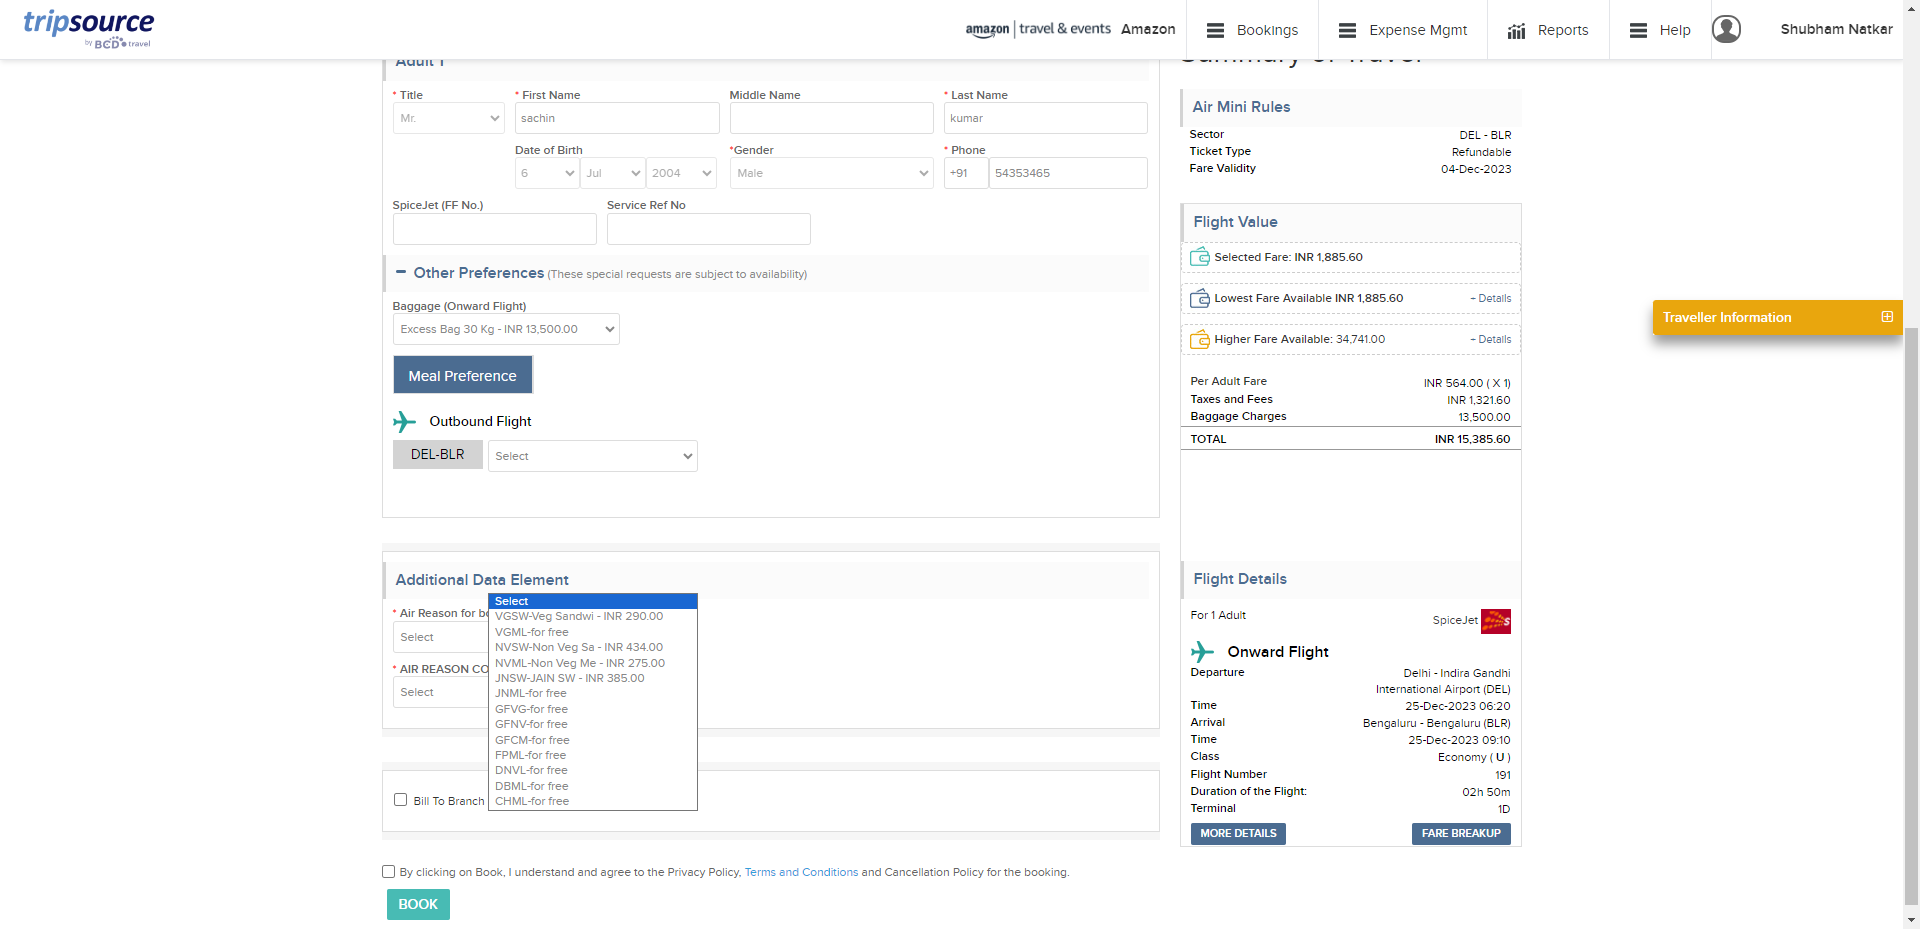 tripsource
by BCD travel
amazon | travel & events Amazon
Bookings
Expense Mgmt
Reports
Help
Shubham Natkar
Adult 1
* Title
* First Name
Middle Name
* Last Name
Mr.
sachin
kumar
Date of Birth
*Gender
* Phone
6
Jul
2004
Male
+91
54353465
SpiceJet (FF No.)
Service Ref No
− Other Preferences (These special requests are subject to availability)
Baggage (Onward Flight)
Excess Bag 30 Kg - INR 13,500.00
Meal Preference
Outbound Flight
DEL-BLR
Select
Additional Data Element
* Air Reason for b
Select
* AIR REASON CO
Select
Select
VGSW-Veg Sandwi - INR 290.00
VGML-for free
NVSW-Non Veg Sa - INR 434.00
NVML-Non Veg Me - INR 275.00
JNSW-JAIN SW - INR 385.00
JNML-for free
GFVG-for free
GFNV-for free
GFCM-for free
FPML-for free
DNVL-for free
DBML-for free
CHML-for free
Bill To Branch
By clicking on Book, I understand and agree to the Privacy Policy, Terms and Conditions and Cancellation Policy for the booking.
BOOK
Summary of Travel
Air Mini Rules
Sector DEL - BLR
Ticket Type Refundable
Fare Validity 04-Dec-2023
Flight Value
Selected Fare: INR 1,885.60
Lowest Fare Available INR 1,885.60 + Details
Higher Fare Available: 34,741.00 + Details
Per Adult Fare INR 564.00 ( X 1)
Taxes and Fees INR 1,321.60
Baggage Charges 13,500.00
TOTAL INR 15,385.60
Flight Details
For 1 Adult
SpiceJet
Onward Flight
Departure Delhi - Indira Gandhi
International Airport (DEL)
Time 25-Dec-2023 06:20
Arrival Bengaluru - Bengaluru (BLR)
Time 25-Dec-2023 09:10
Class Economy ( U )
Flight Number 191
Duration of the Flight: 02h 50m
Terminal 1D
MORE DETAILS
FARE BREAKUP
Traveller Information